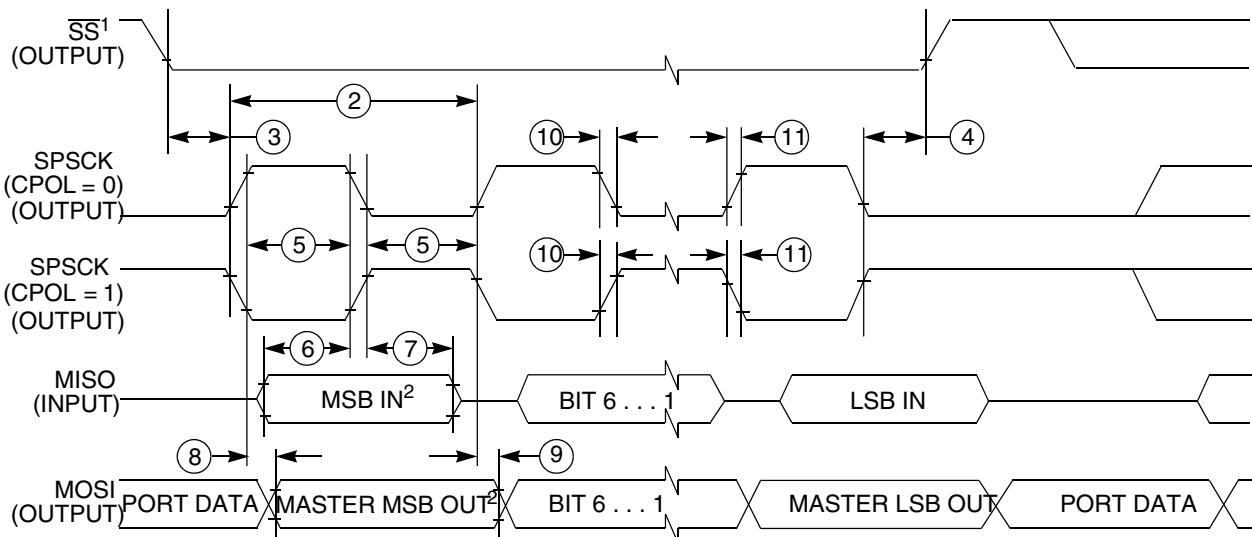 SS¹
(OUTPUT)
2
3
10
11
4
SPSCK
(CPOL = 0)
(OUTPUT)
5
5
10
11
SPSCK
(CPOL = 1)
(OUTPUT)
6
7
MISO
(INPUT)
MSB IN²
BIT 6 . . . 1
LSB IN
8
9
MOSI
(OUTPUT)
PORT DATA
MASTER MSB OUT²
BIT 6 . . . 1
MASTER LSB OUT
PORT DATA